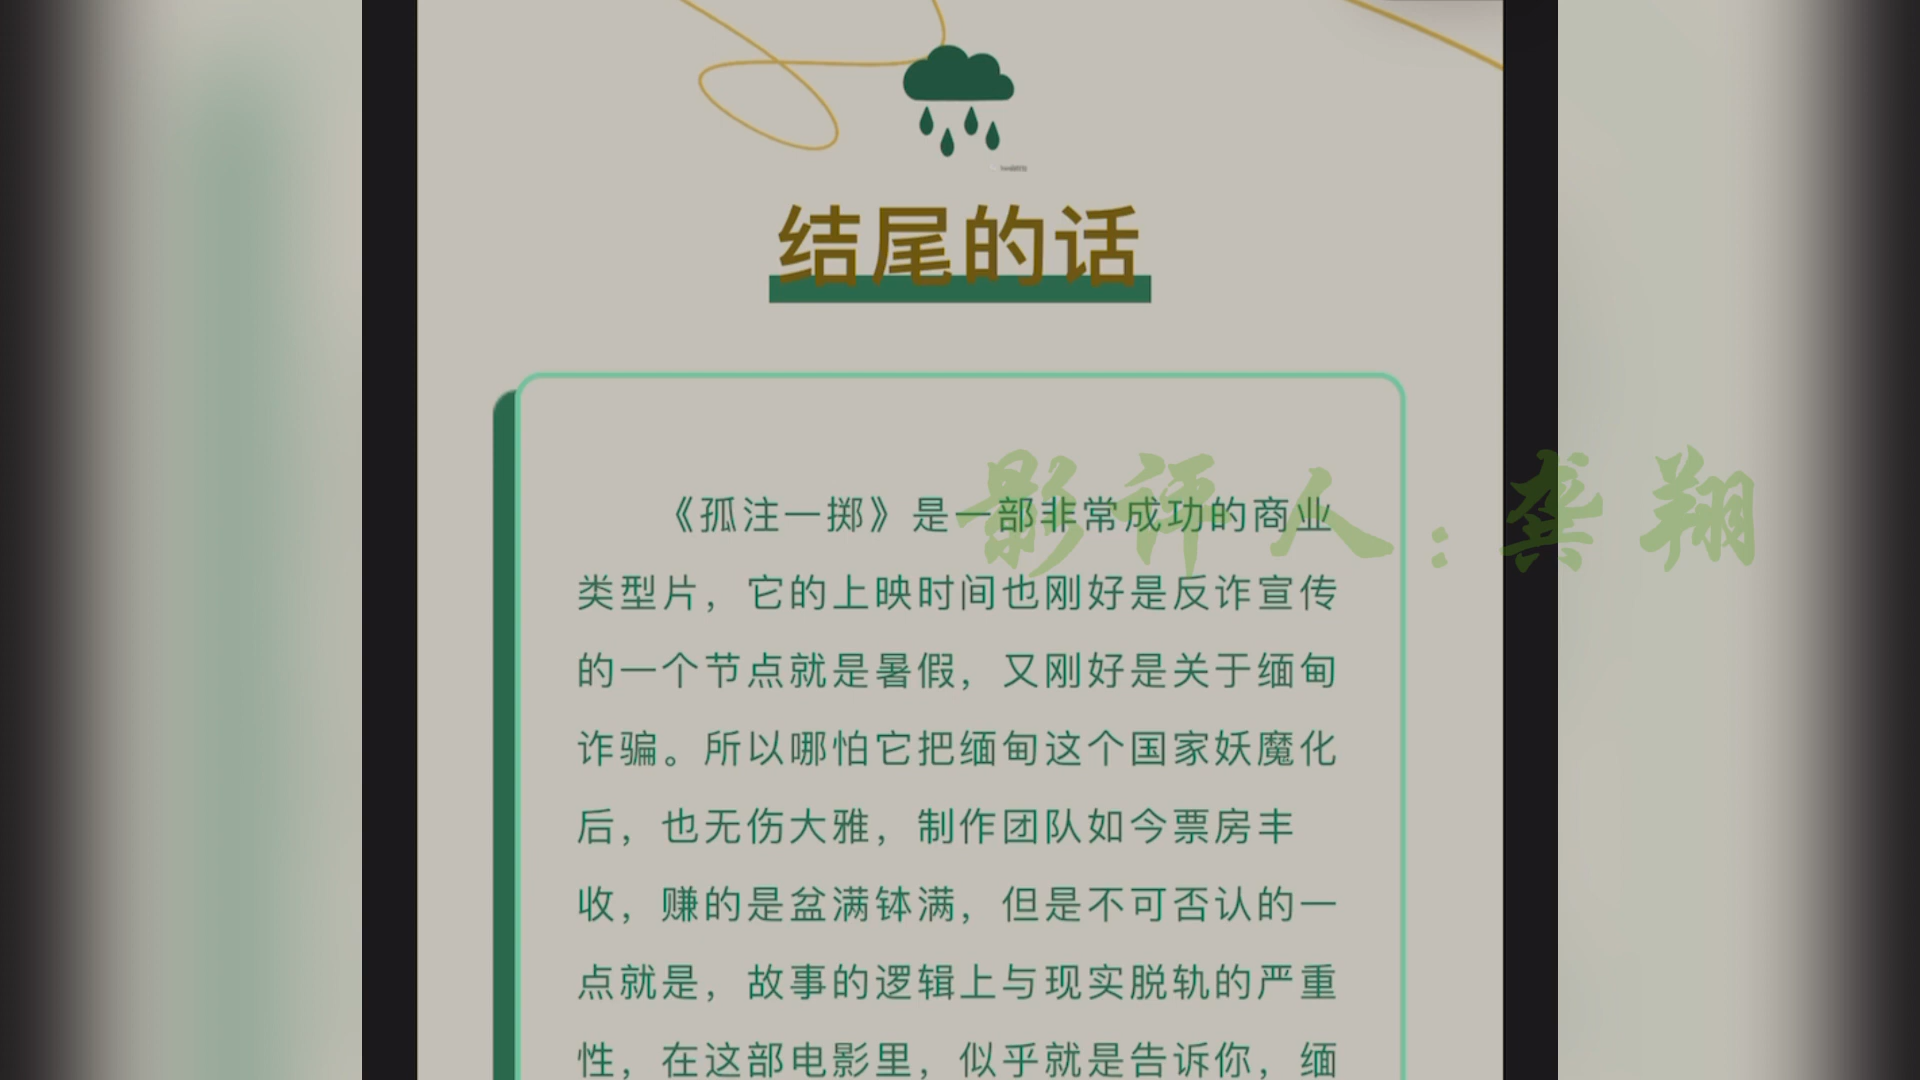 结尾的话
《孤注一掷》是一部非常成功的商业
类型片，它的上映时间也刚好是反诈宣传
的一个节点就是暑假，又刚好是关于缅甸
诈骗。所以哪怕它把缅甸这个国家妖魔化
后，也无伤大雅，制作团队如今票房丰
收，赚的是盆满钵满，但是不可否认的一
点就是，故事的逻辑上与现实脱轨的严重
性，在这部电影里，似乎就是告诉你，缅
影评人：龚翔